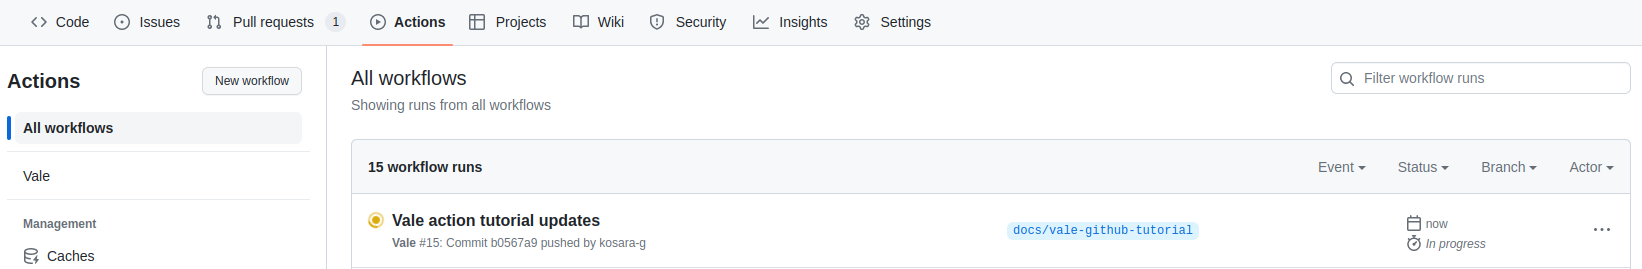 Code Issues Pull requests 1 Actions Projects Wiki Security Insights Settings
Actions
New workflow
All workflows
Vale
Management
Caches
All workflows
Showing runs from all workflows
Filter workflow runs
15 workflow runs
Event Status Branch Actor
Vale action tutorial updates
Vale #15: Commit b0567a9 pushed by kosara-g
docs/vale-github-tutorial
now
In progress